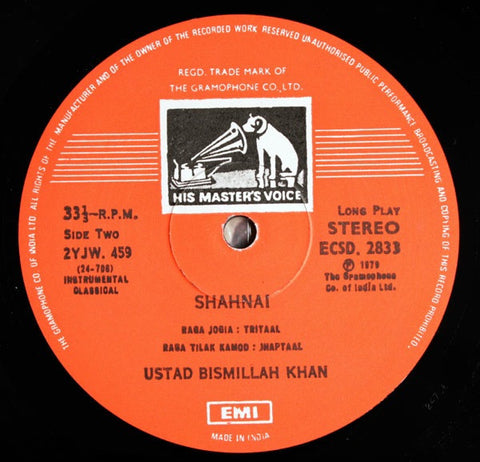 THE GRAMOPHONE CO OF INDIA LTD. ALL RIGHTS OF THE MANUFACTURER AND OF THE OWNER OF THE RECORDED WORK RESERVED UNAUTHORISED PUBLIC PERFORMANCE BROADCASTING AND COPYING OF THIS RECORD PROHIBITED.
REGD. TRADE MARK OF
THE GRAMOPHONE CO., LTD.
HIS MASTER'S VOICE
33⅓-R.P.M.
Side Two
2YJW. 459
(24-706)
INSTRUMENTAL
CLASSICAL
Long Play
STEREO
ECSD. 2833
Ⓟ 1979
The Gramophone
Co. of India Ltd.
SHAHNAI
RAGA JOGIA : TRITAAL
RAGA TILAK KAMOD : JHAPTAAL
USTAD BISMILLAH KHAN
EMI
MADE IN INDIA